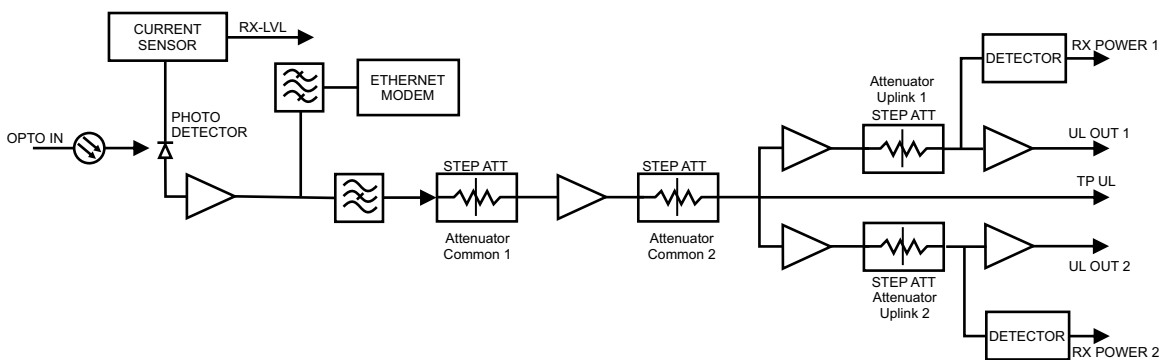 CURRENT
SENSOR
RX-LVL
ETHERNET
MODEM
PHOTO
DETECTOR
OPTO IN
STEP ATT
Attenuator
Common 1
STEP ATT
Attenuator
Common 2
Attenuator
Uplink 1
STEP ATT
DETECTOR
RX POWER 1
UL OUT 1
TP UL
UL OUT 2
STEP ATT
Attenuator
Uplink 2
DETECTOR
RX POWER 2